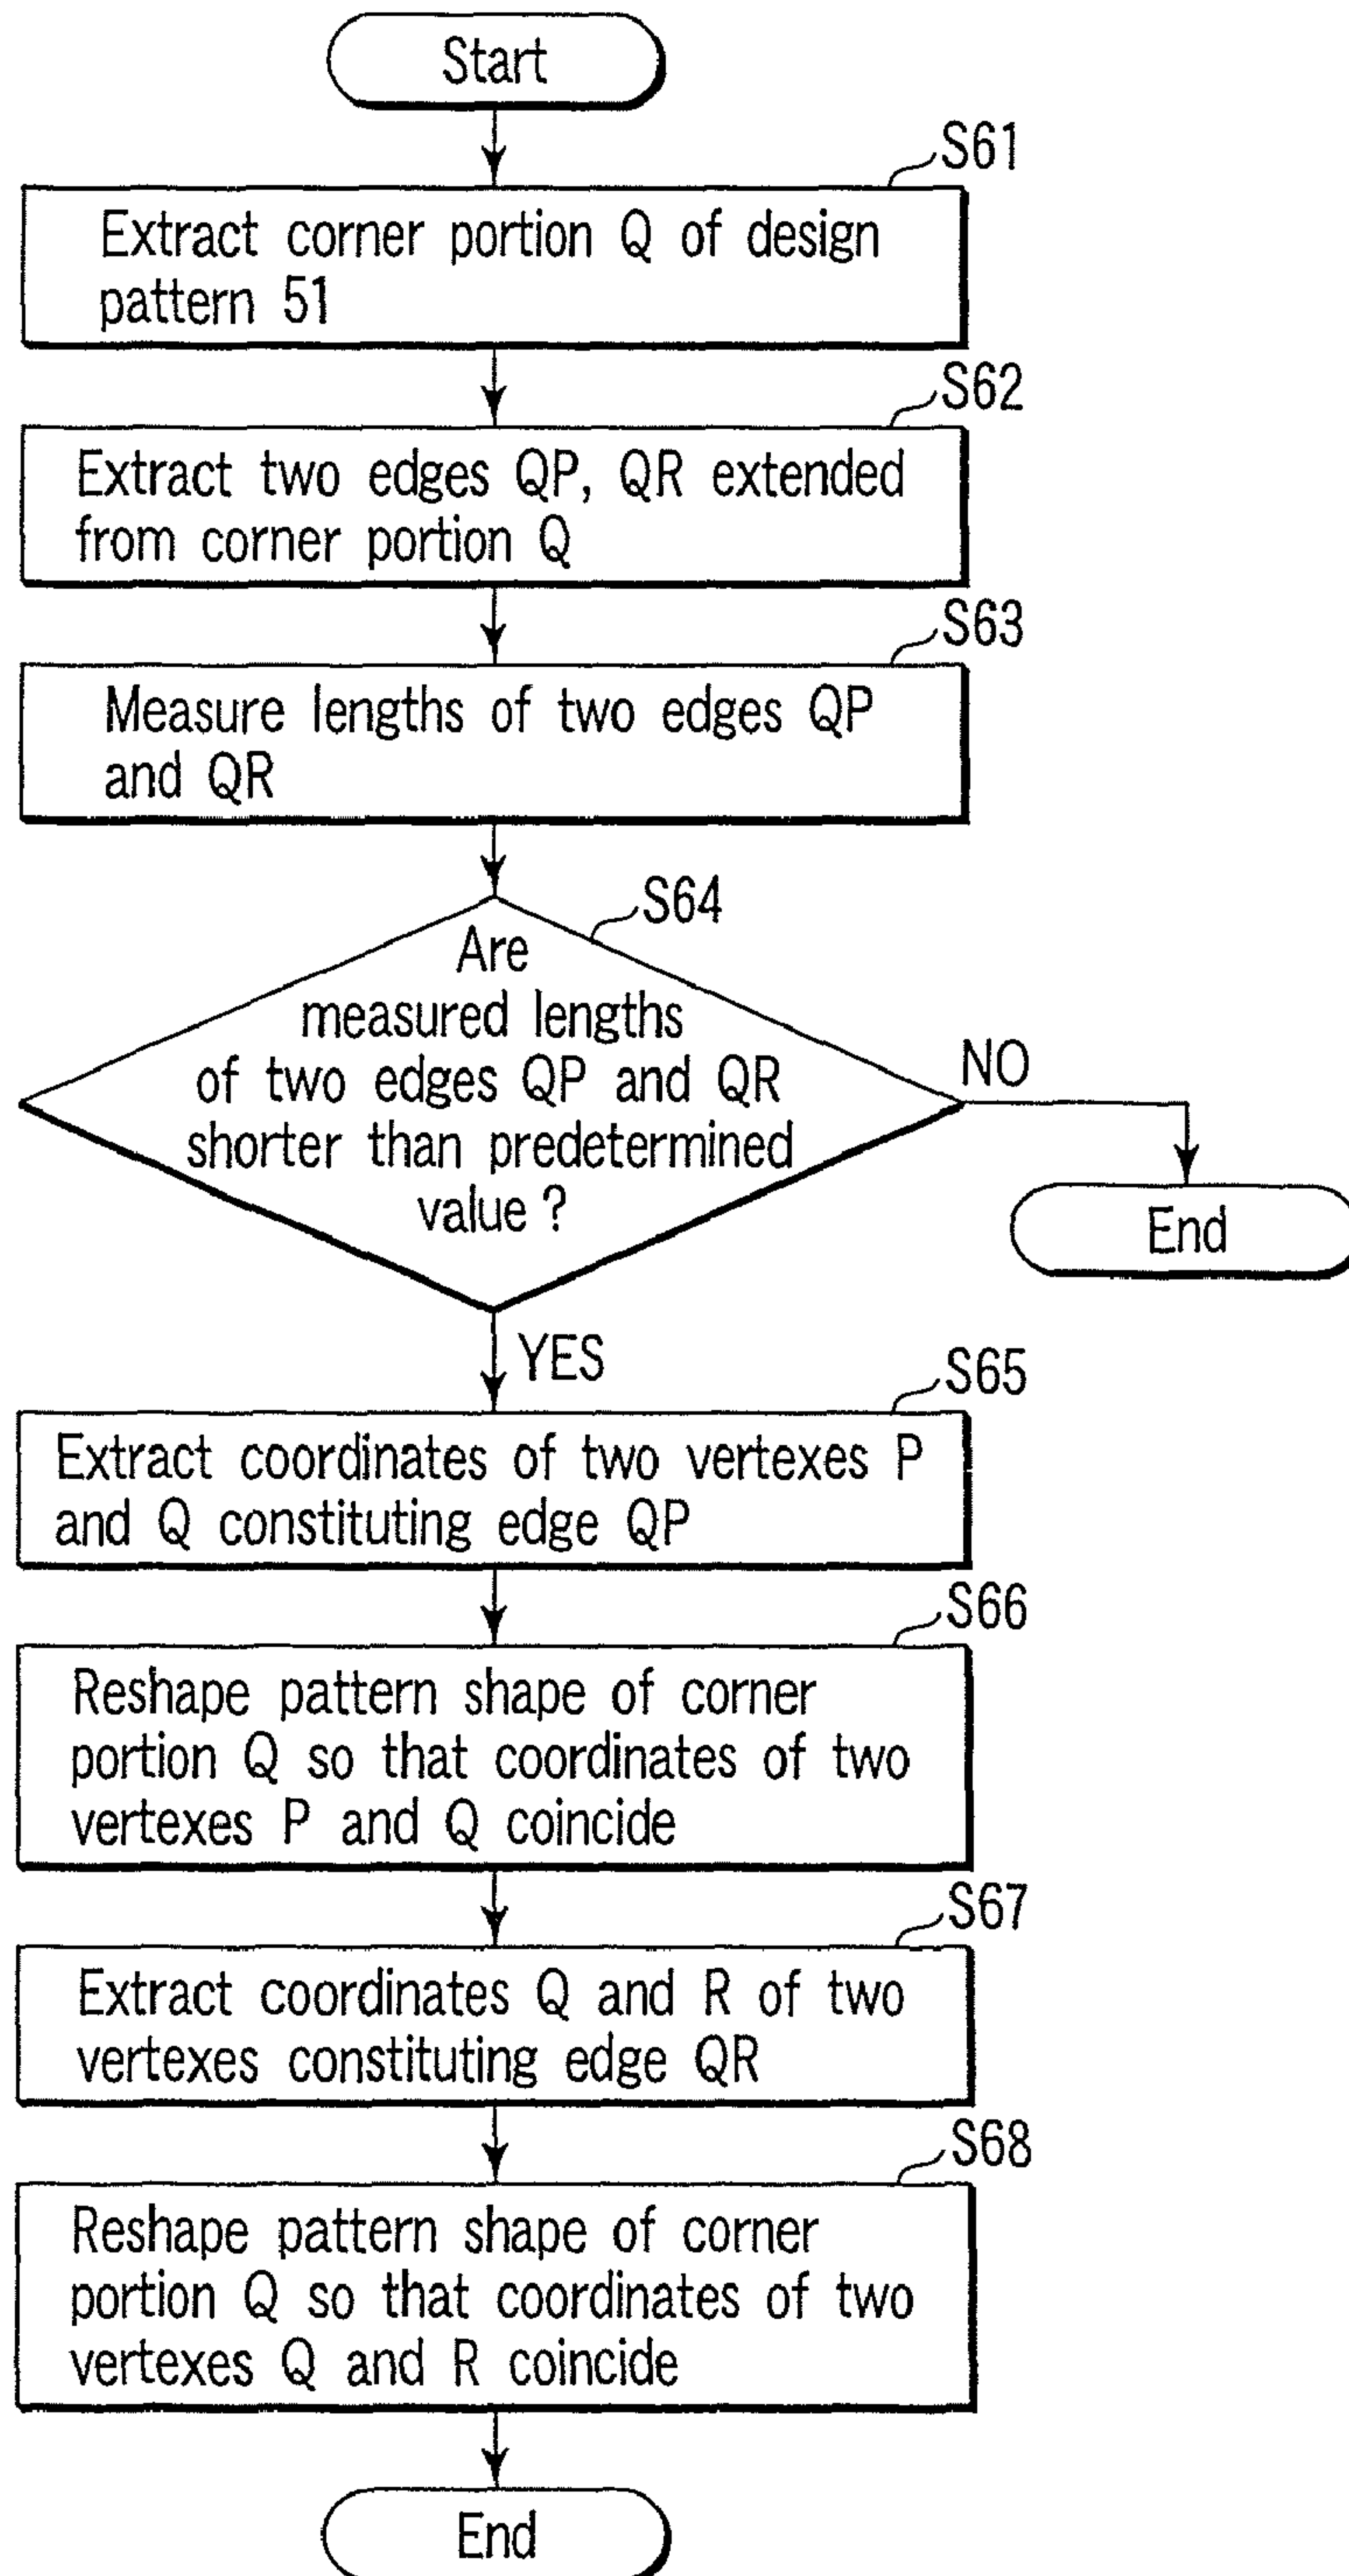 Start
S61
Extract corner portion Q of design
pattern 51
S62
Extract two edges QP, QR extended
from corner portion Q
S63
Measure lengths of two edges QP
and QR
S64
Are
measured lengths
of two edges QP and QR
shorter than predetermined
value ?
NO
End
YES
S65
Extract coordinates of two vertexes P
and Q constituting edge QP
S66
Reshape pattern shape of corner
portion Q so that coordinates of two
vertexes P and Q coincide
S67
Extract coordinates Q and R of two
vertexes constituting edge QR
S68
Reshape pattern shape of corner
portion Q so that coordinates of two
vertexes Q and R coincide
End